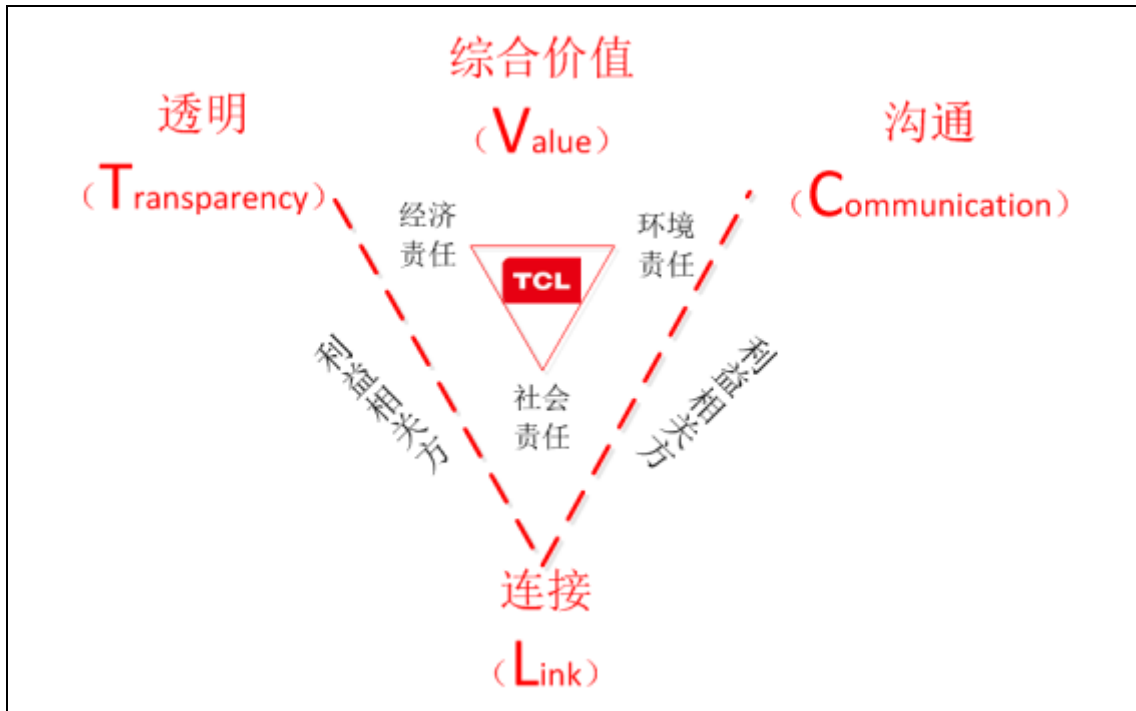 综合价值
（Value）
透明
（Transparency）
沟通
（Communication）
经济
责任
环境
责任
TCL
社会
责任
利益相关方
利益相关方
连接
（Link）